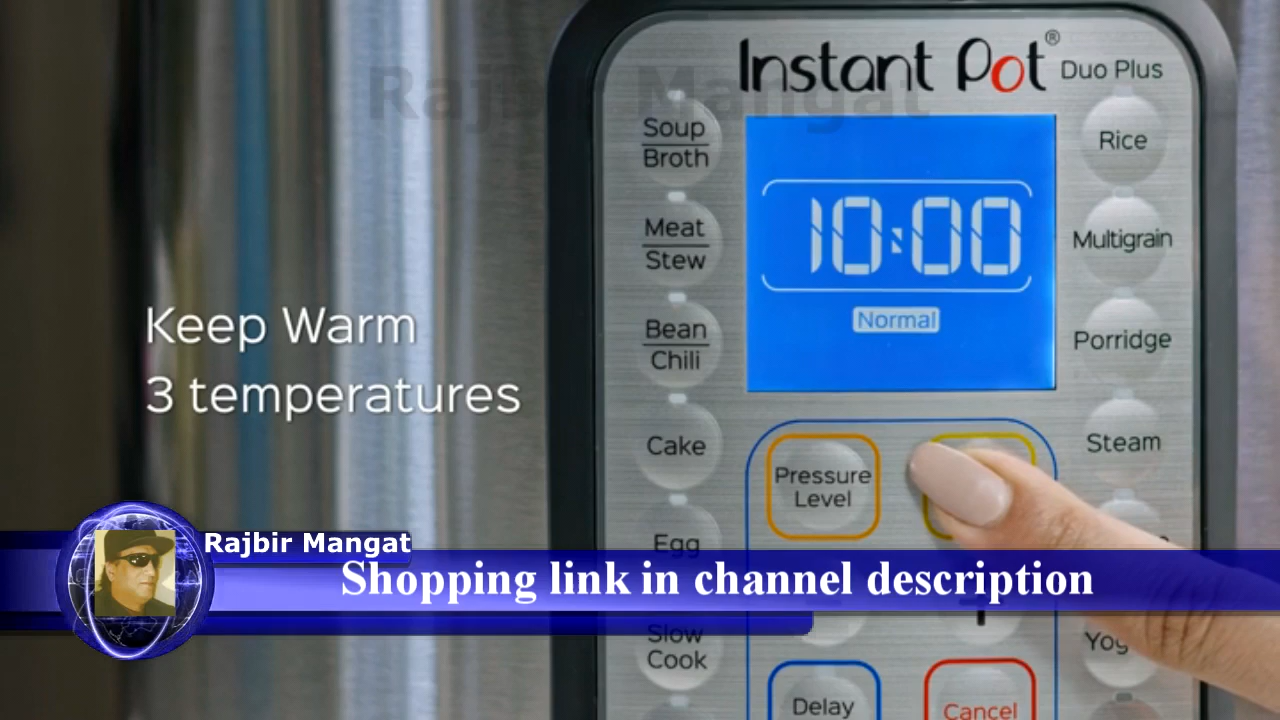 Instant Pot® Duo Plus
Rajbir Mangat
Soup
Broth
Meat
Stew
Bean
Chili
Cake
Egg
Slow
Cook
10:00
Normal
Rice
Multigrain
Porridge
Steam
Pressure
Level
Delay
Cancel
Keep Warm
3 temperatures
Rajbir Mangat
Shopping link in channel description